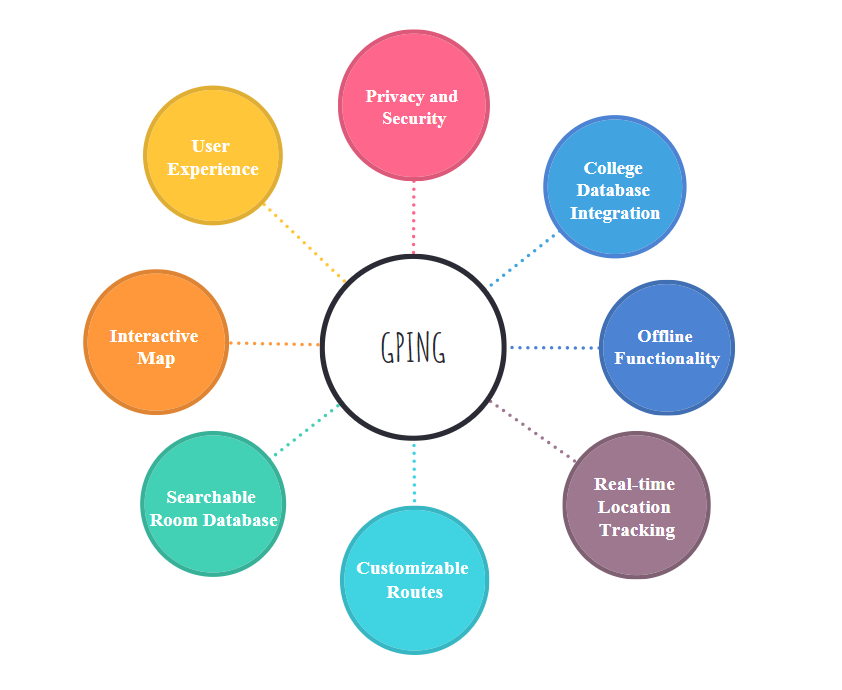 Privacy and
Security
User
Experience
College
Database
Integration
Interactive
Map
GPING
Offline
Functionality
Searchable
Room Database
Real-time
Location
Tracking
Customizable
Routes